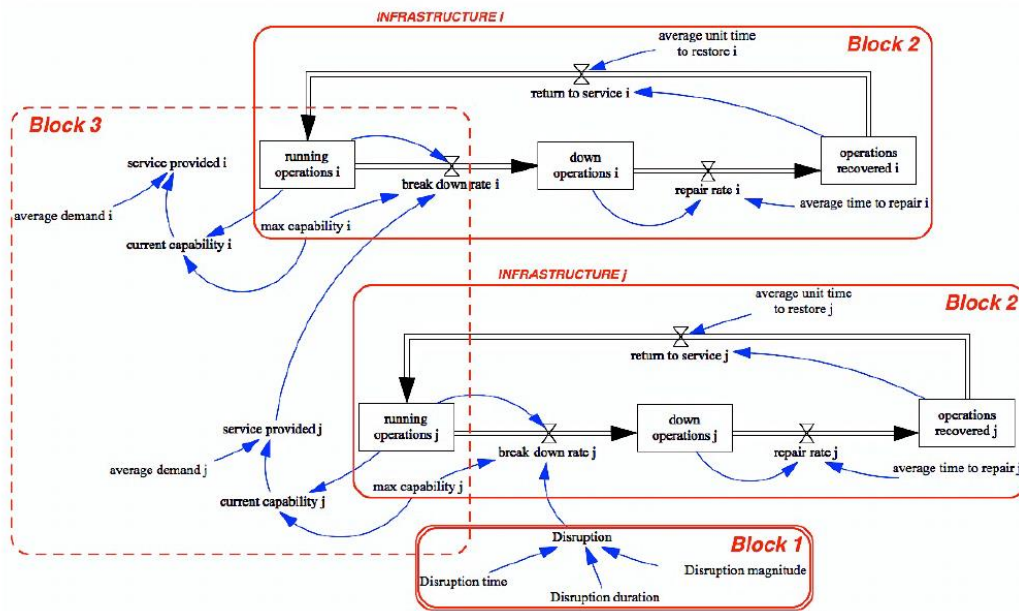 INFRASTRUCTURE i
Block 2
average unit time
to restore i
return to service i
Block 3
running
operations i
down
operations i
operations
recovered i
service provided i
break down rate i
repair rate i
average time to repair i
average demand i
max capability i
current capability i
INFRASTRUCTURE j
Block 2
average unit time
to restore j
return to service j
running
operations j
down
operations j
operations
recovered j
service provided j
break down rate j
repair rate j
average time to repair j
average demand j
max capability j
current capability j
Disruption
Block 1
Disruption time
Disruption magnitude
Disruption duration